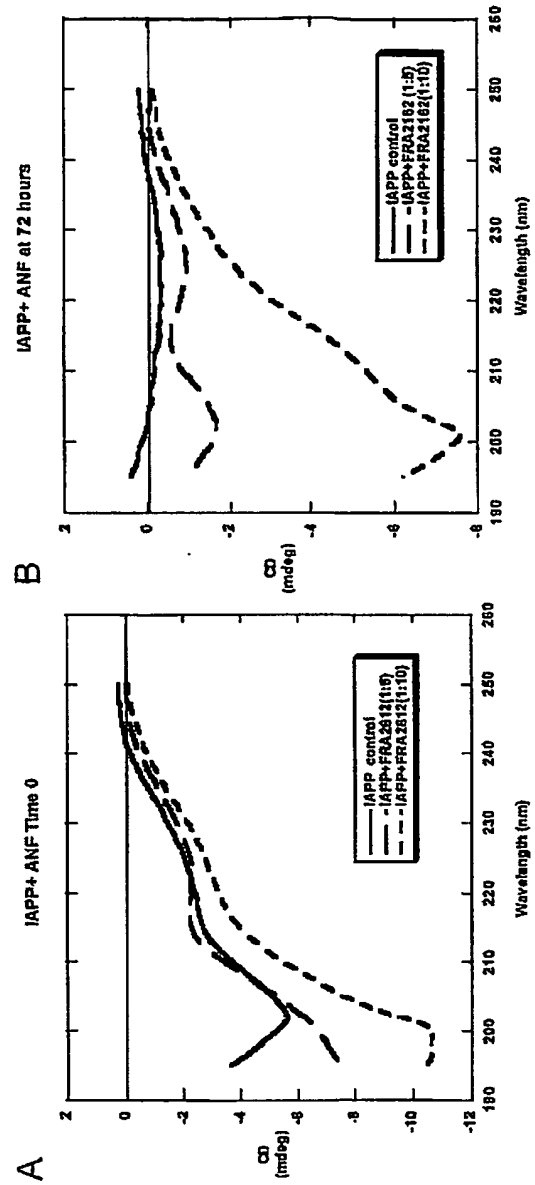 A
IAPP+ ANF Time 0
2
0
-2
-4
-6
-8
-10
-12
CD
(mdeg)
190
200
210
220
230
240
250
260
Wavelength (nm)
IAPP control
IAPP+FRA2612(1:5)
IAPP+FRA2612(1:10)
B
IAPP+ ANF at 72 hours
2
0
-2
-4
-6
-8
CD
(mdeg)
190
200
210
220
230
240
250
260
Wavelength (nm)
IAPP control
IAPP+FRA2162 (1:5)
IAPP+FRA2162(1:10)